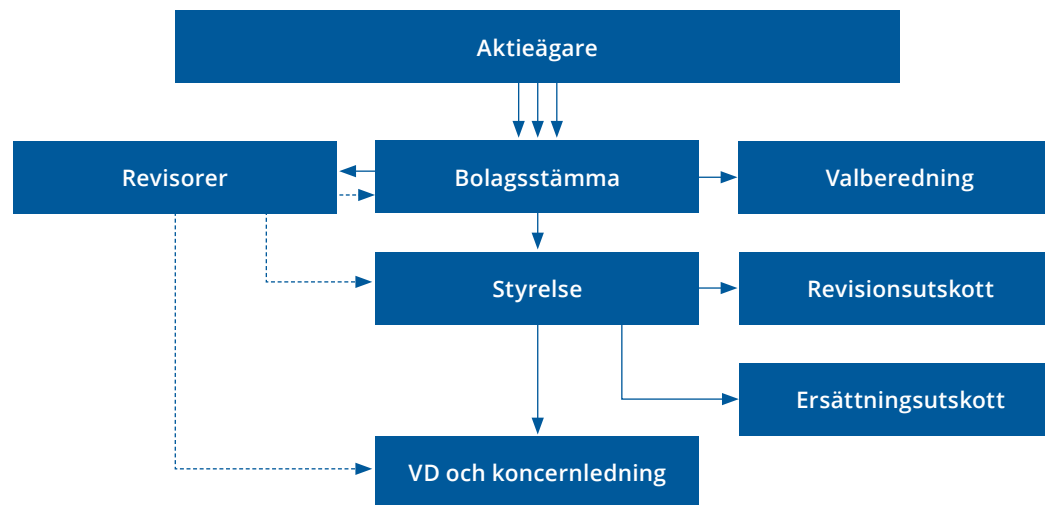 Aktieägare
Revisorer
Bolagsstämma
Valberedning
Styrelse
Revisionsutskott
Ersättningsutskott
VD och koncernledning